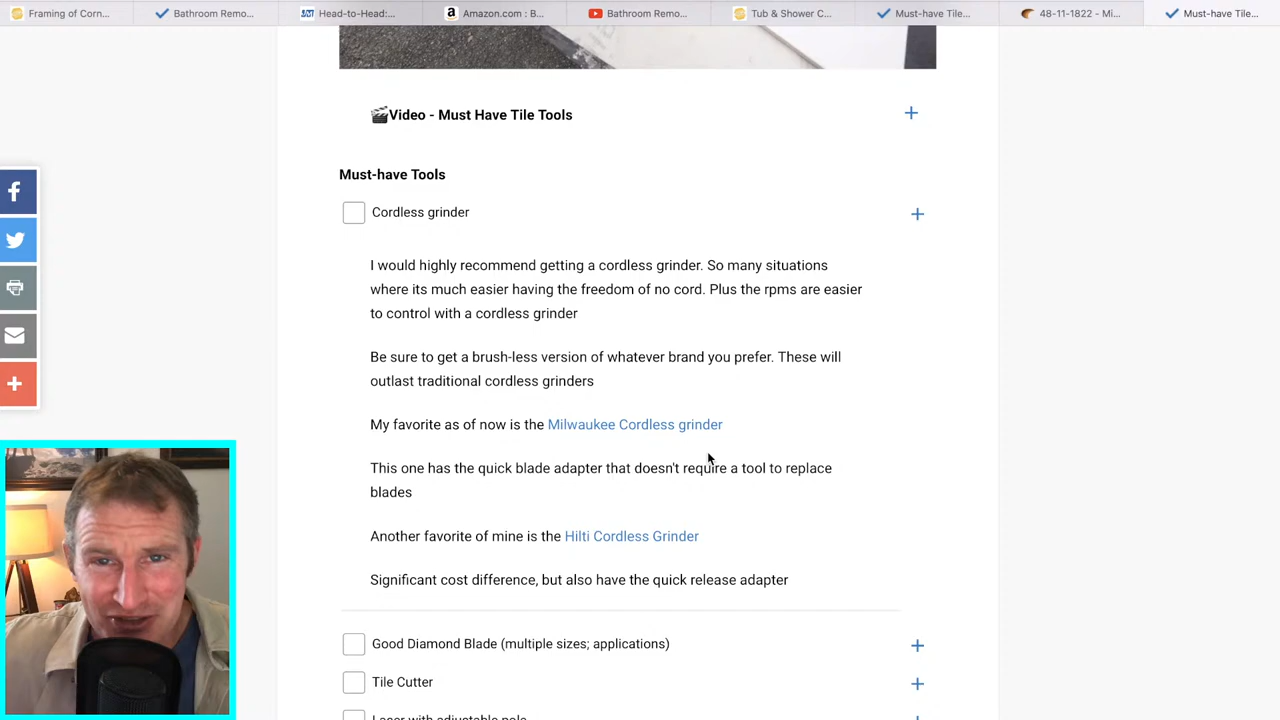 Framing of Corn...
Bathroom Remo...
Head-to-Head:...
Amazon.com : B...
Bathroom Remo...
Tub & Shower C...
Must-have Tile...
48-11-1822 - Mi...
Must-have Tile...
Video - Must Have Tile Tools
Must-have Tools
Cordless grinder
I would highly recommend getting a cordless grinder. So many situations
where its much easier having the freedom of no cord. Plus the rpms are easier
to control with a cordless grinder
Be sure to get a brush-less version of whatever brand you prefer. These will
outlast traditional cordless grinders
My favorite as of now is the Milwaukee Cordless grinder
This one has the quick blade adapter that doesn't require a tool to replace
blades
Another favorite of mine is the Hilti Cordless Grinder
Significant cost difference, but also have the quick release adapter
Good Diamond Blade (multiple sizes; applications)
Tile Cutter
Laser with adjustable pole